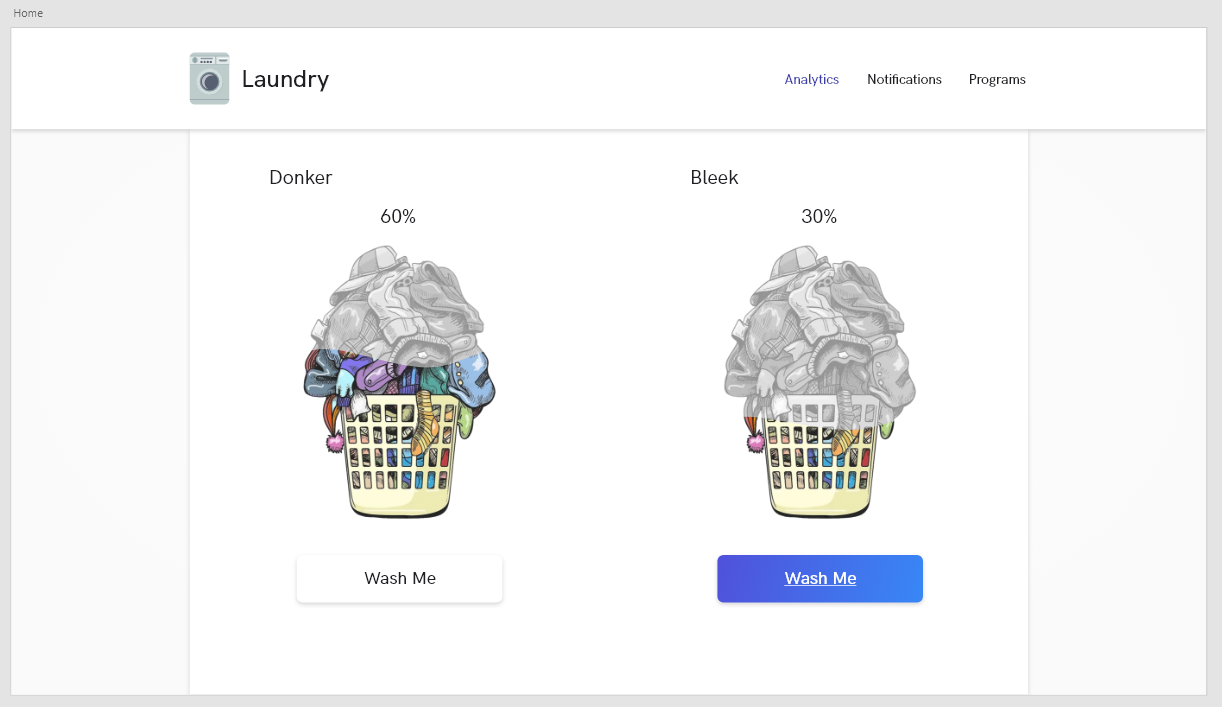 Home
Laundry
Analytics Notifications Programs
Donker
60%
Wash Me
Bleek
30%
Wash Me